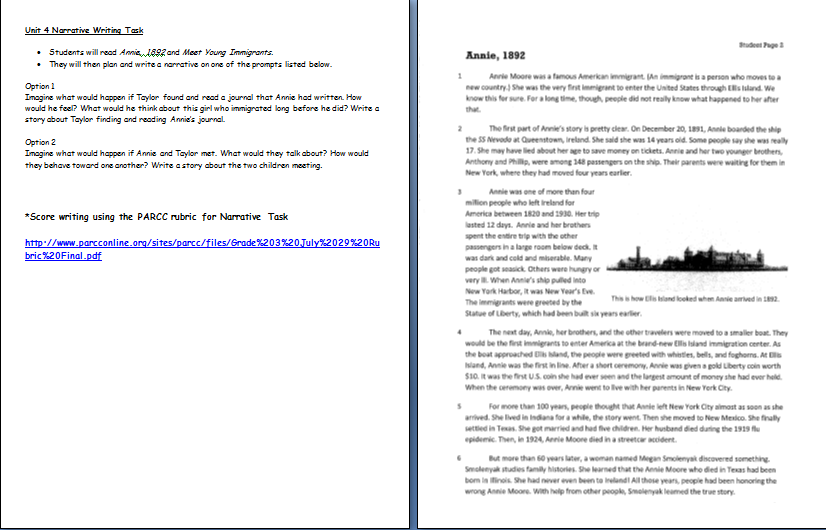 Unit 4 Narrative Writing Task
• Students will read Annie, 1892 and Meet Young Immigrants.
• They will then plan and write a narrative on one of the prompts listed below.
Option 1
Imagine what would happen if Taylor found and read a journal that Annie had written. How
would he feel? What would he think about this girl who immigrated long before he did? Write a
story about Taylor finding and reading Annie's journal.
Option 2
Imagine what would happen if Annie and Taylor met. What would they talk about? How would
they behave toward one another? Write a story about the two children meeting.
*Score writing using the PARCC rubric for Narrative Task
http://www.parcconline.org/sites/parcc/files/Grade%203%20July%2029%20Ru
bric%20Final.pdf
Student Page 1
Annie, 1892
1 Annie Moore was a famous American immigrant. (An immigrant is a person who moves to a
new country.) She was the very first immigrant to enter the United States through Ellis Island. We
know this for sure. For a long time, though, people did not really know what happened to her after
that.
2 The first part of Annie's story is pretty clear. On December 20, 1891, Annie boarded the ship
the SS Nevada at Queenstown, Ireland. She said she was 14 years old. Some people say she was really
17. She may have lied about her age to save money on tickets. Annie and her two younger brothers,
Anthony and Phillip, were among 148 passengers on the ship. Their parents were waiting for them in
New York, where they had moved four years earlier.
3 Annie was one of more than four
million people who left Ireland for
America between 1820 and 1930. Her trip
lasted 12 days. Annie and her brothers
spent the entire trip with the other
passengers in a large room below deck. It
was dark and cold and miserable. Many
people got seasick. Others were hungry or
very ill. When Annie's ship pulled into
New York Harbor, it was New Year's Eve.
The immigrants were greeted by the
Statue of Liberty, which had been built six years earlier.
This is how Ellis Island looked when Annie arrived in 1892.
4 The next day, Annie, her brothers, and the other travelers were moved to a smaller boat. They
would be the first immigrants to enter America at the brand-new Ellis Island immigration center. As
the boat approached Ellis Island, the people were greeted with whistles, bells, and foghorns. At Ellis
Island, Annie was the first in line. After a short ceremony, Annie was given a gold Liberty coin worth
$10. It was the first U.S. coin she had ever seen and the largest amount of money she had ever held.
When the ceremony was over, Annie went to live with her parents in New York City.
5 For more than 100 years, people thought that Annie left New York City almost as soon as she
arrived. She lived in Indiana for a while, the story went. Then she moved to New Mexico. She finally
settled in Texas. She got married and had five children. Her husband died during the 1919 flu
epidemic. Then, in 1924, Annie Moore died in a streetcar accident.
6 But more than 60 years later, a woman named Megan Smolenyak discovered something.
Smolenyak studies family histories. She learned that the Annie Moore who died in Texas had been
born in Illinois. She had never even been to Ireland! All those years, people had been honoring the
wrong Annie Moore. With help from other people, Smolenyak learned the true story.